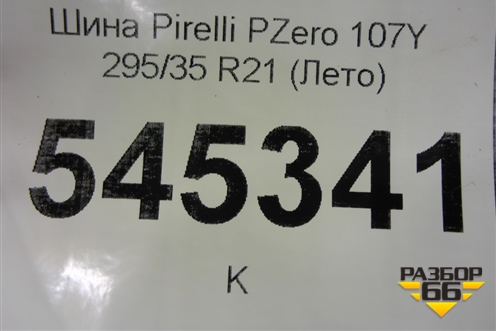 Шина Pirelli PZero 107Y
295/35 R21 (Лето)
545341
К
РАЗБОР
66